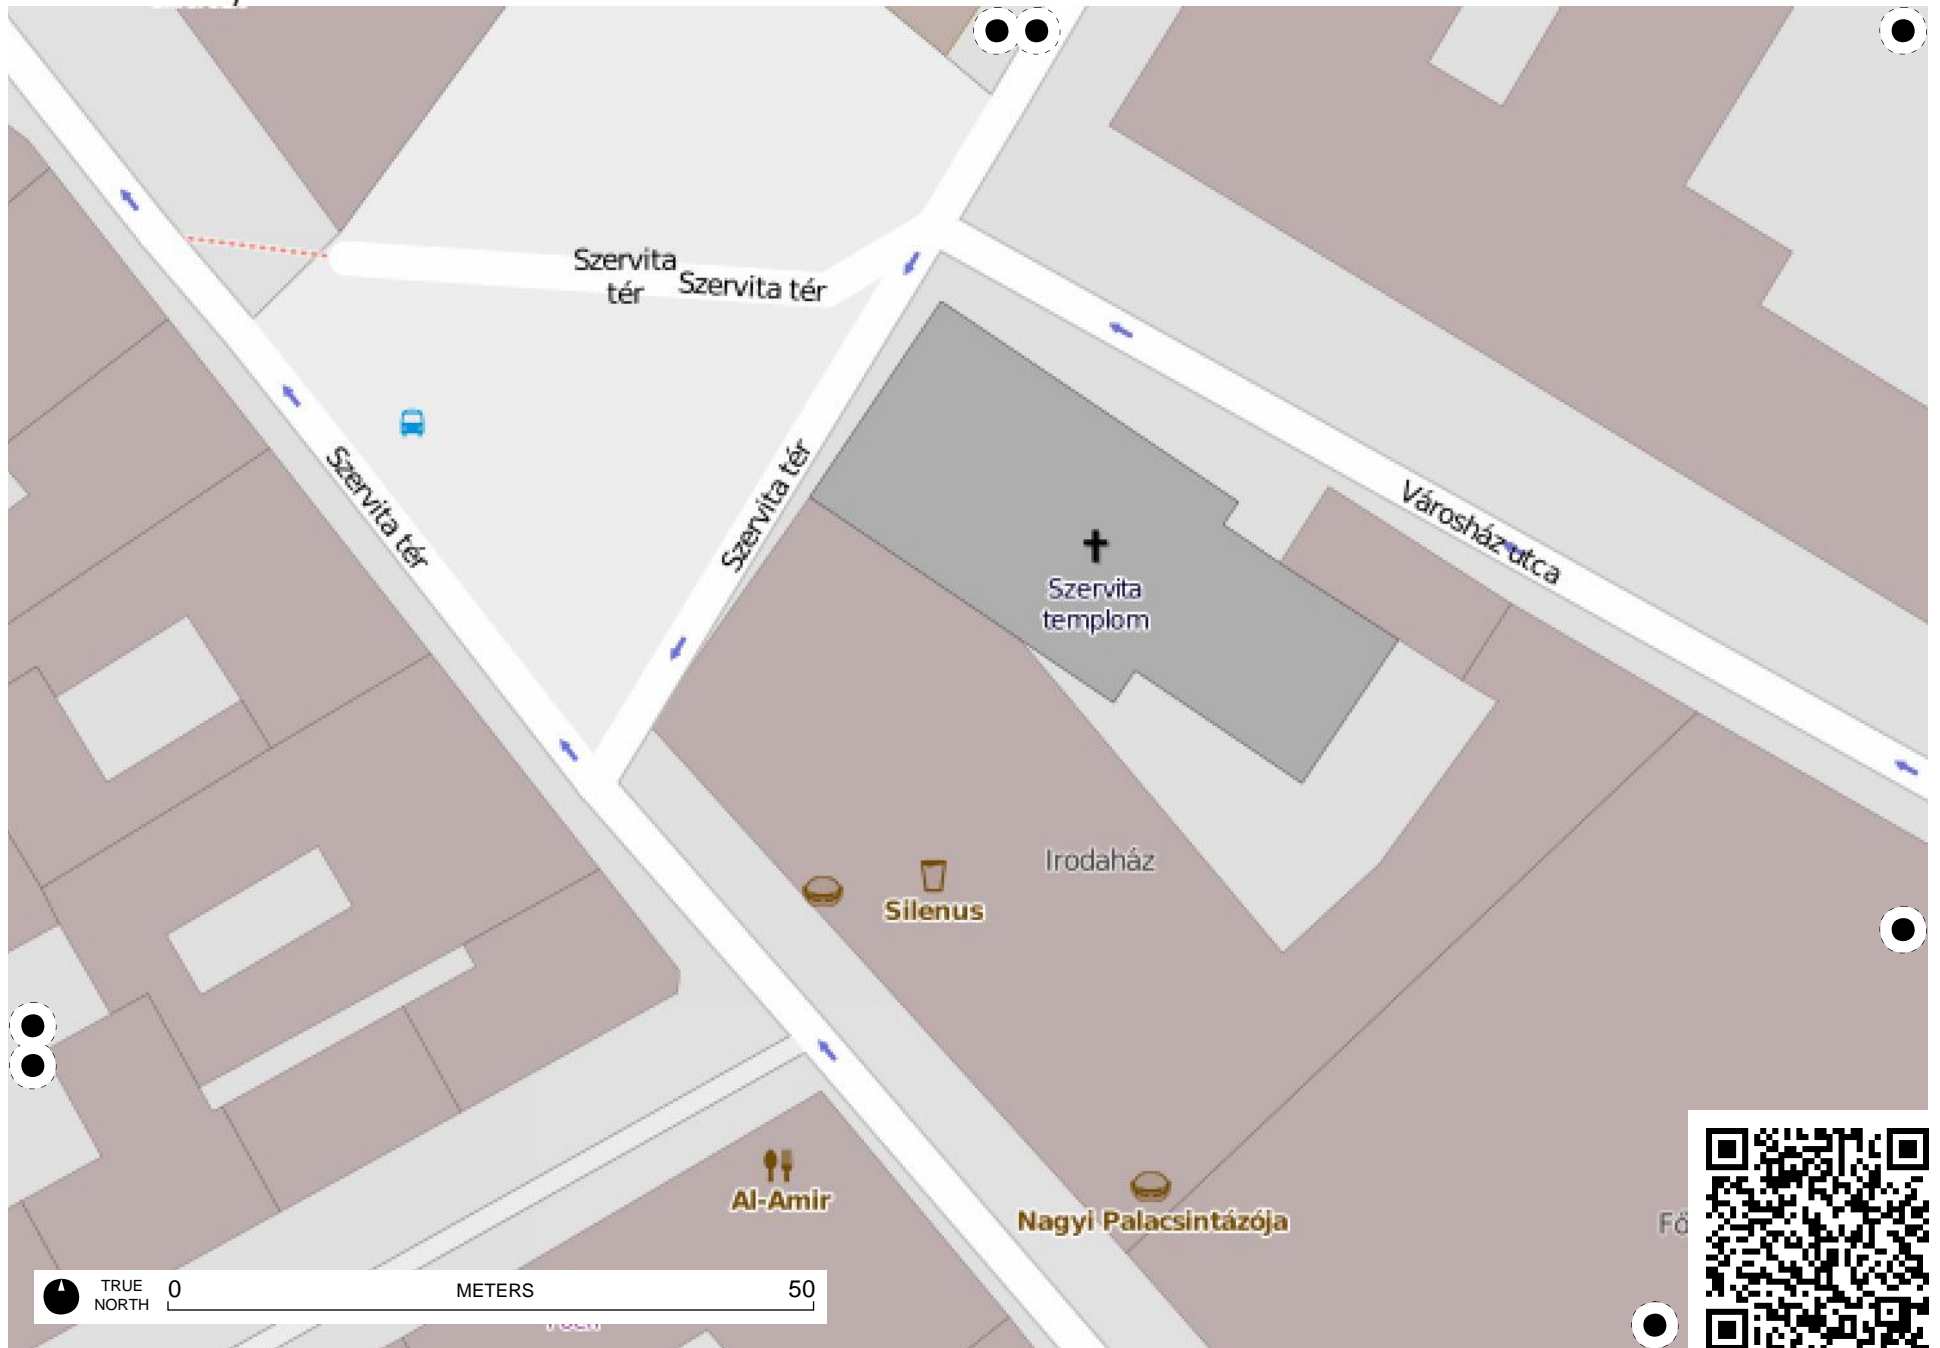 Szervita
tér
Szervita tér
Szervita tér
Szervita tér
Városház utca
Szervita
templom
Irodaház
Silenus
Al-Amir
Nagyi Palacsintázója
TRUE
NORTH
0 METERS 50